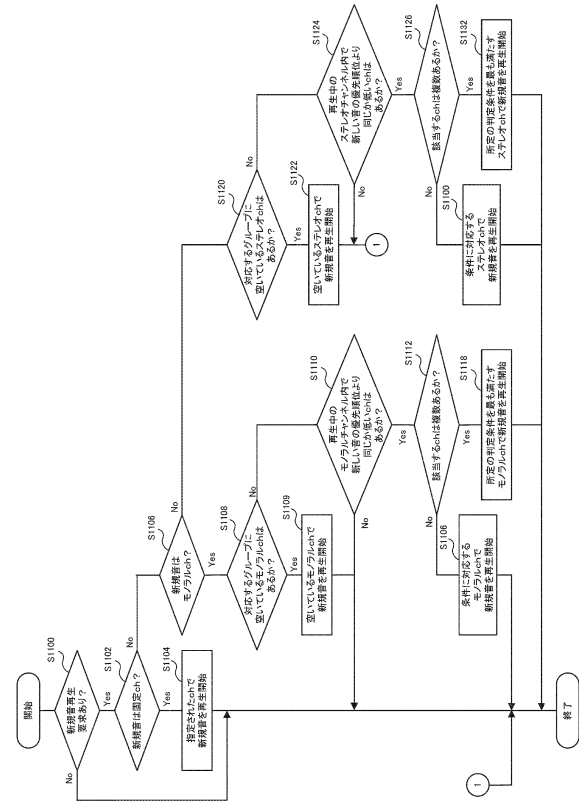 開始
S1100
新規音再生
要求あり?
No
Yes
S1102
新規音は固定ch?
No
Yes
S1104
指定されたchで
新規音を再生開始
S1106
新規音は
モノラルch?
No
Yes
S1108
対応するグループに
空いているモノラルchは
あるか?
No
Yes
S1109
空いているモノラルchで
新規音を再生開始
S1110
再生中の
モノラルチャンネル内で
新しい音の優先順位より
同じか低いchは
あるか?
No
Yes
S1112
該当するchは複数あるか?
No
Yes
S1106
条件に対応する
モノラルchで
新規音を再生開始
S1118
所定の判定条件を最も満たす
モノラルchで新規音を再生開始
S1120
対応するグループに
空いているステレオchは
あるか?
No
Yes
S1122
空いているステレオchで
新規音を再生開始
1
S1124
再生中の
ステレオチャンネル内で
新しい音の優先順位より
同じか低いchは
あるか?
No
Yes
S1126
該当するchは複数あるか?
No
Yes
S1100
条件に対応する
ステレオchで
新規音を再生開始
S1132
所定の判定条件を最も満たす
ステレオchで新規音を再生開始
1
終了